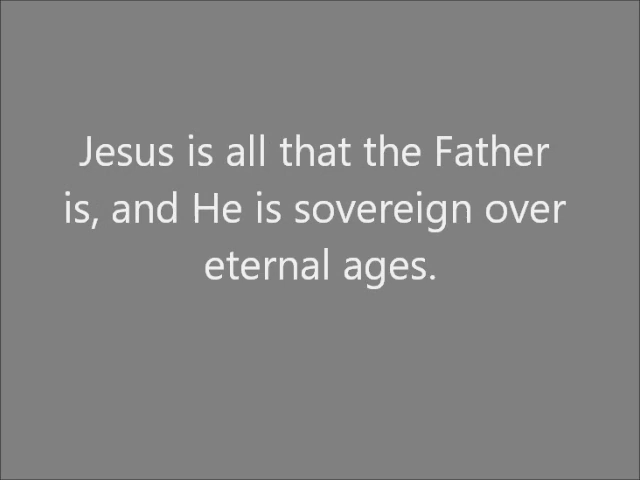 Jesus is all that the Father
is, and He is sovereign over
eternal ages.